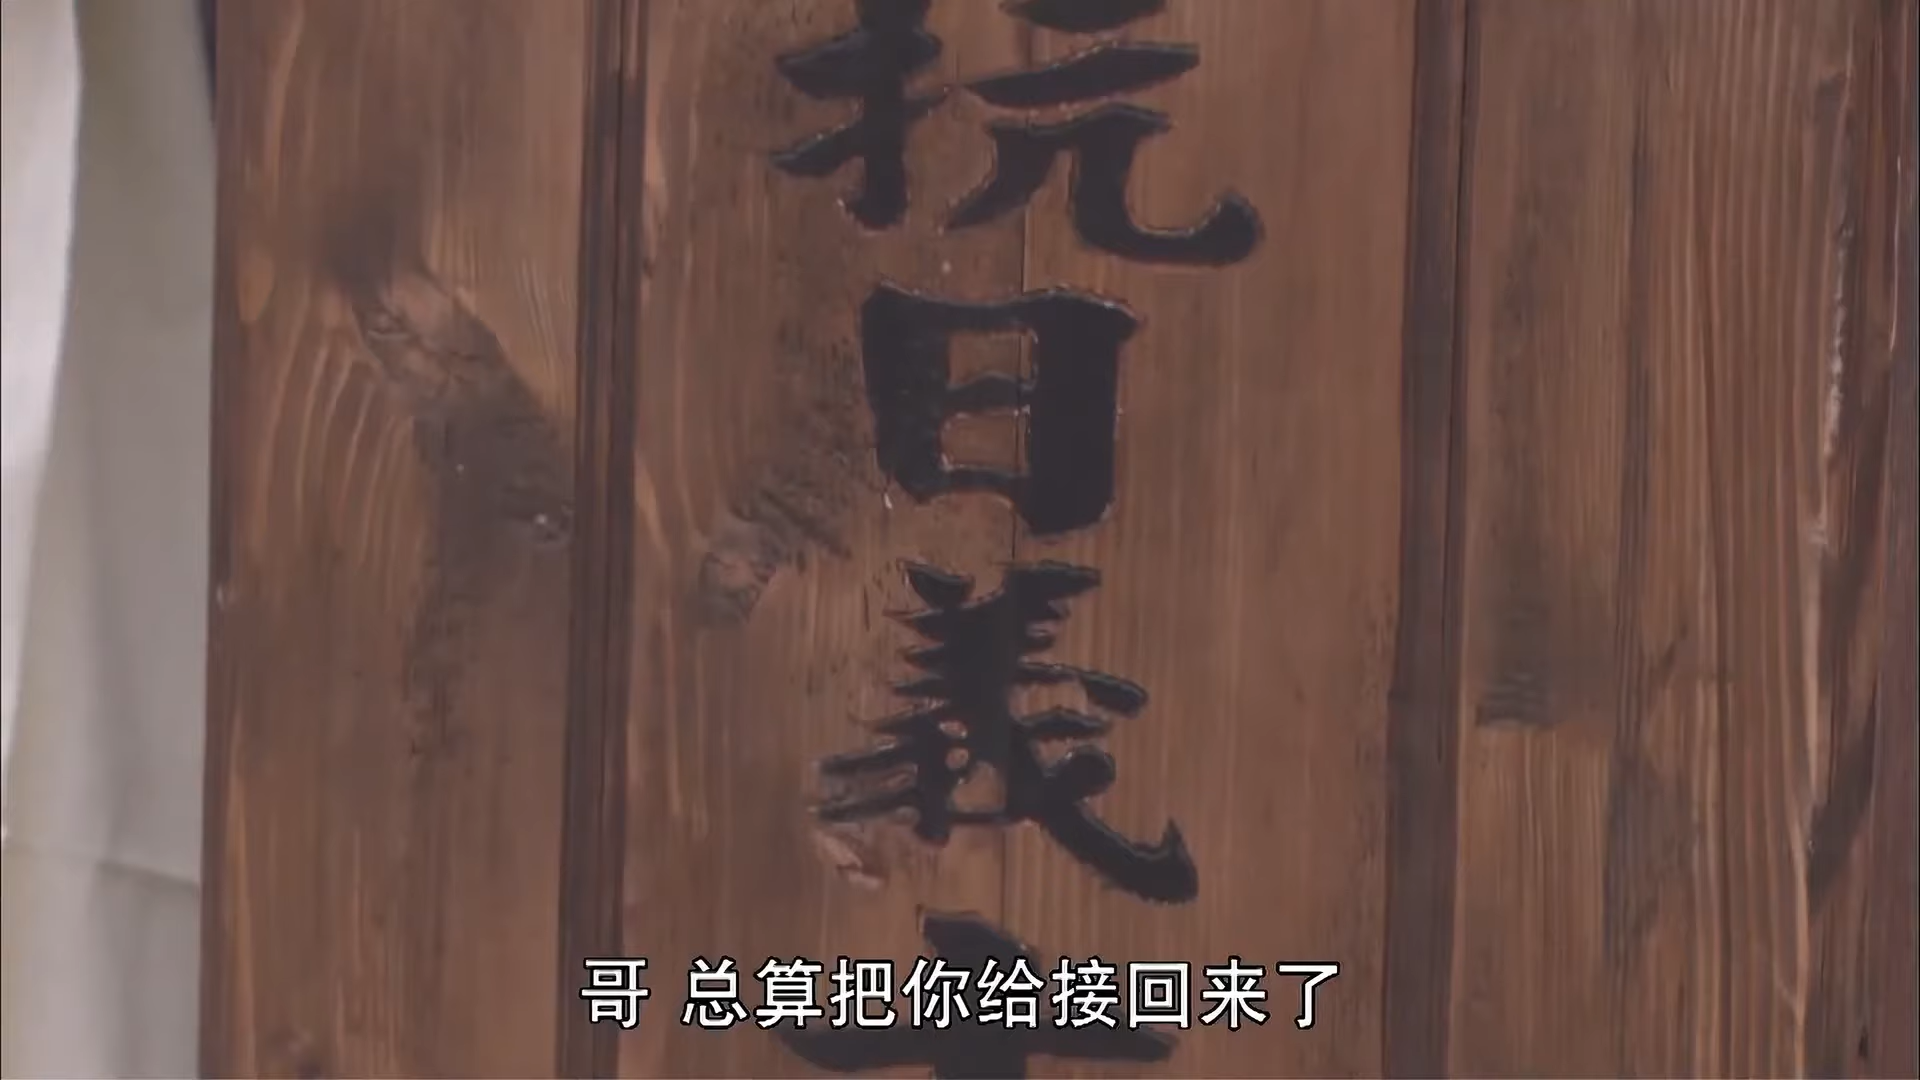 抗
日
義
哥 总算把你给接回来了